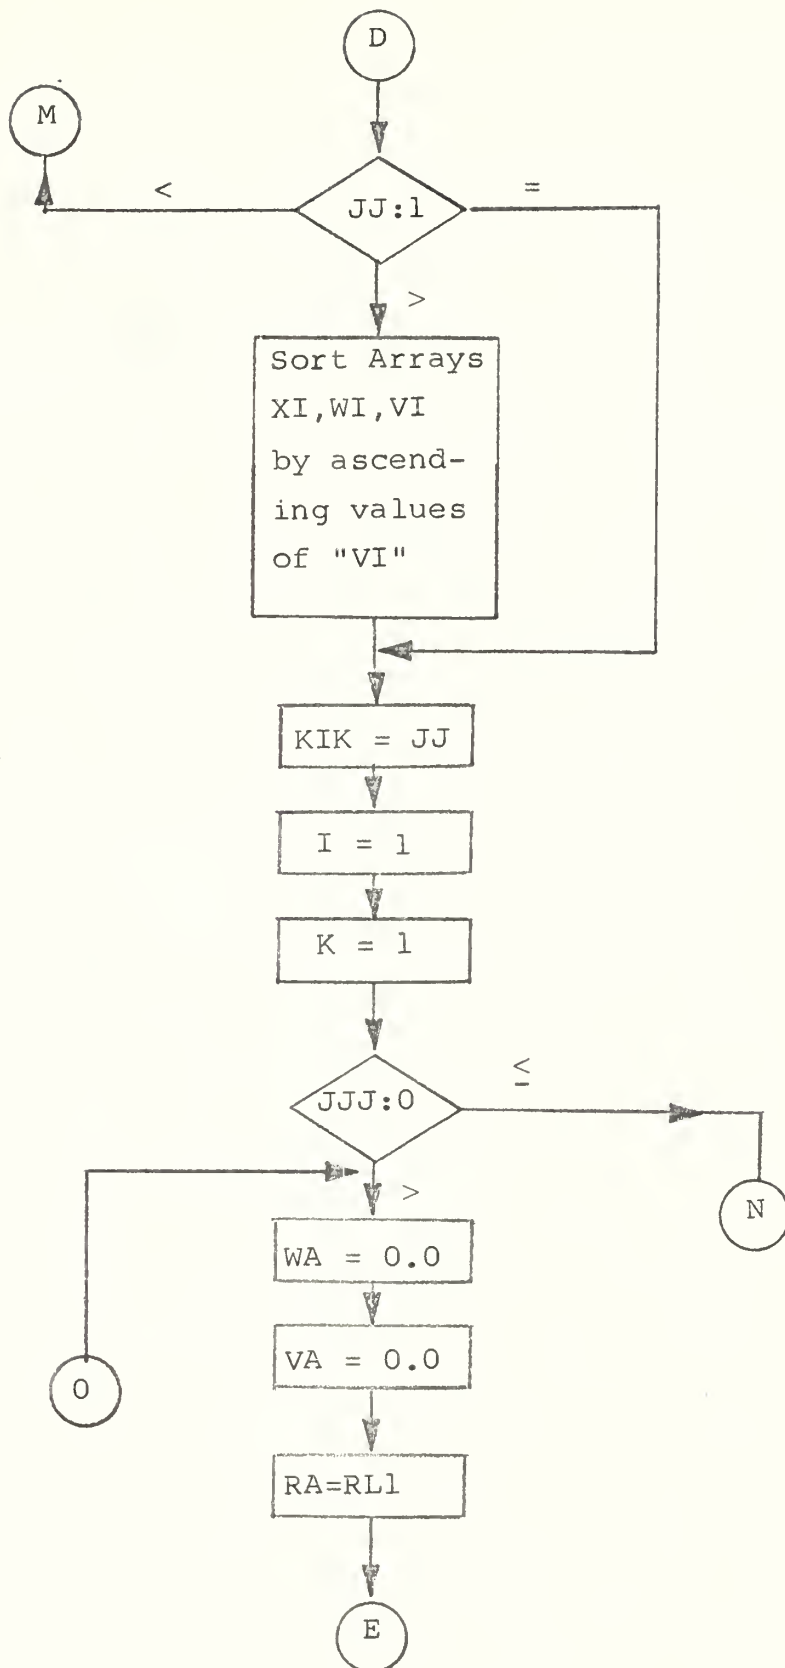 D
M
<
=
JJ:1
>
Sort Arrays
XI,WI,VI
by ascend-
ing values
of "VI"
KIK = JJ
I = 1
K = 1
≤
JJJ:0
>
N
WA = 0.0
VA = 0.0
O
RA=RL1
E